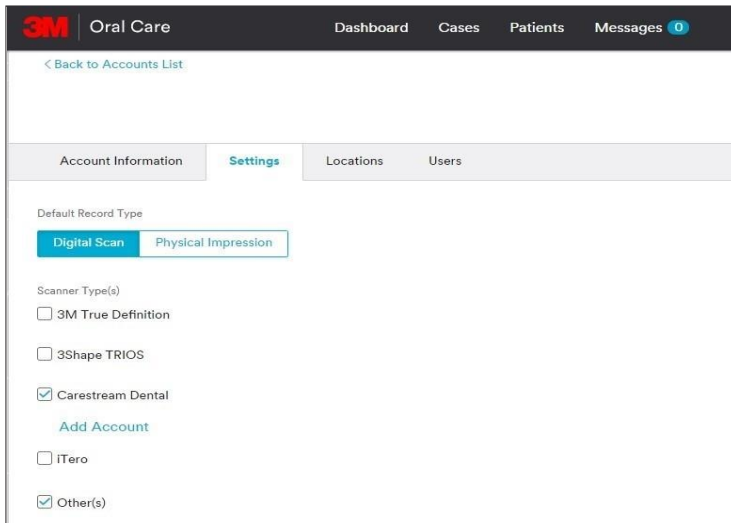 3M Oral Care Dashboard Cases Patients Messages 0
< Back to Accounts List
Account Information Settings Locations Users
Default Record Type
Digital Scan Physical Impression
Scanner Type(s)
3M True Definition
3Shape TRIOS
Carestream Dental
Add Account
iTero
Other(s)